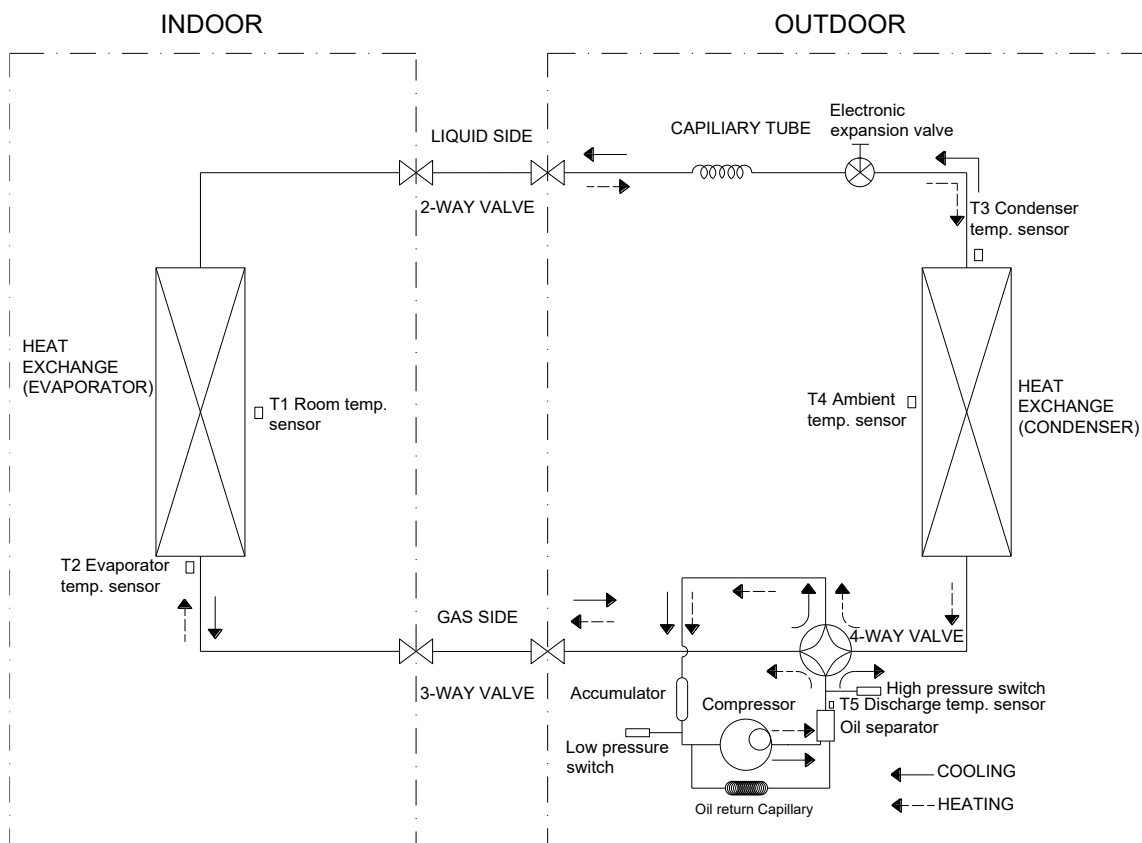 INDOOR
OUTDOOR
LIQUID SIDE
CAPILIARY TUBE
Electronic
expansion valve
2-WAY VALVE
T3 Condenser
temp. sensor
HEAT
EXCHANGE
(EVAPORATOR)
T1 Room temp.
sensor
T4 Ambient
temp. sensor
HEAT
EXCHANGE
(CONDENSER)
T2 Evaporator
temp. sensor
GAS SIDE
4-WAY VALVE
3-WAY VALVE
Accumulator
Compressor
High pressure switch
T5 Discharge temp. sensor
Oil separator
Low pressure
switch
COOLING
HEATING
Oil return Capillary